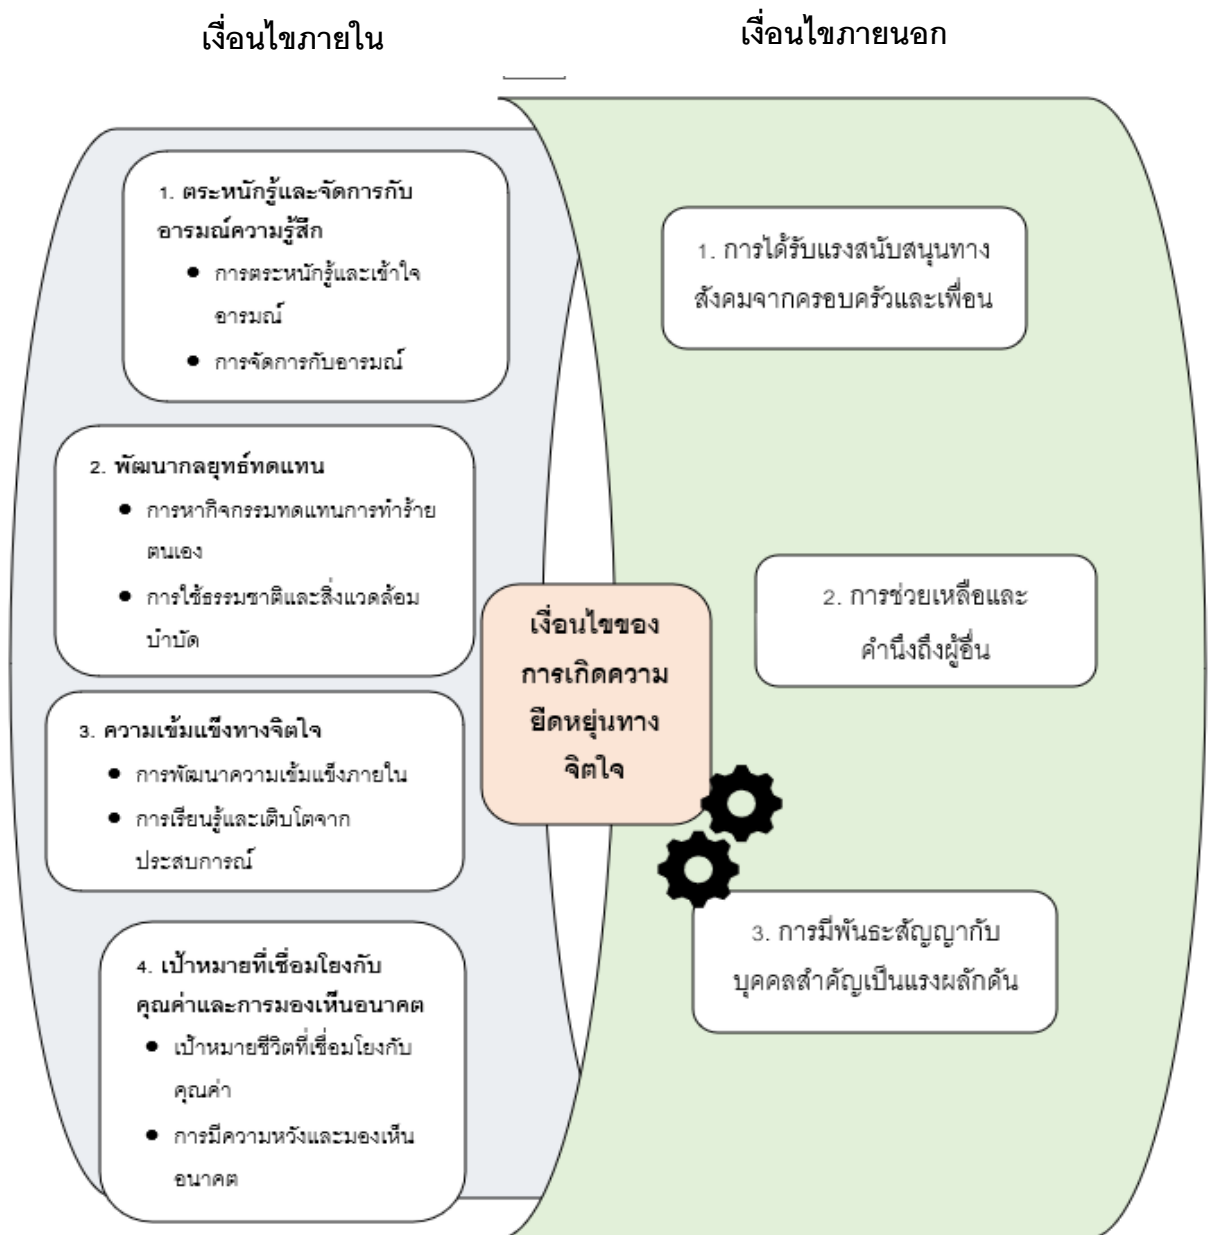 เงื่อนไขภายใน
เงื่อนไขภายนอก
1. ตระหนักรู้และจัดการกับ
อารมณ์ความรู้สึก
● การตระหนักรู้และเข้าใจ
อารมณ์
● การจัดการกับอารมณ์
2. พัฒนากลยุทธ์ทดแทน
● การหากิจกรรมทดแทนการทำร้าย
ตนเอง
● การใช้ธรรมชาติและสิ่งแวดล้อม
บำบัด
3. ความเข้มแข็งทางจิตใจ
● การพัฒนาความเข้มแข็งภายใน
● การเรียนรู้และเติบโตจาก
ประสบการณ์
4. เป้าหมายที่เชื่อมโยงกับ
คุณค่าและการมองเห็นอนาคต
● เป้าหมายชีวิตที่เชื่อมโยงกับ
คุณค่า
● การมีความหวังและมองเห็น
อนาคต
เงื่อนไขของ
การเกิดความ
ยืดหยุ่นทาง
จิตใจ
1. การได้รับแรงสนับสนุนทาง
สังคมจากครอบครัวและเพื่อน
2. การช่วยเหลือและ
คำนึงถึงผู้อื่น
3. การมีพันธะสัญญากับ
บุคคลสำคัญเป็นแรงผลักดัน